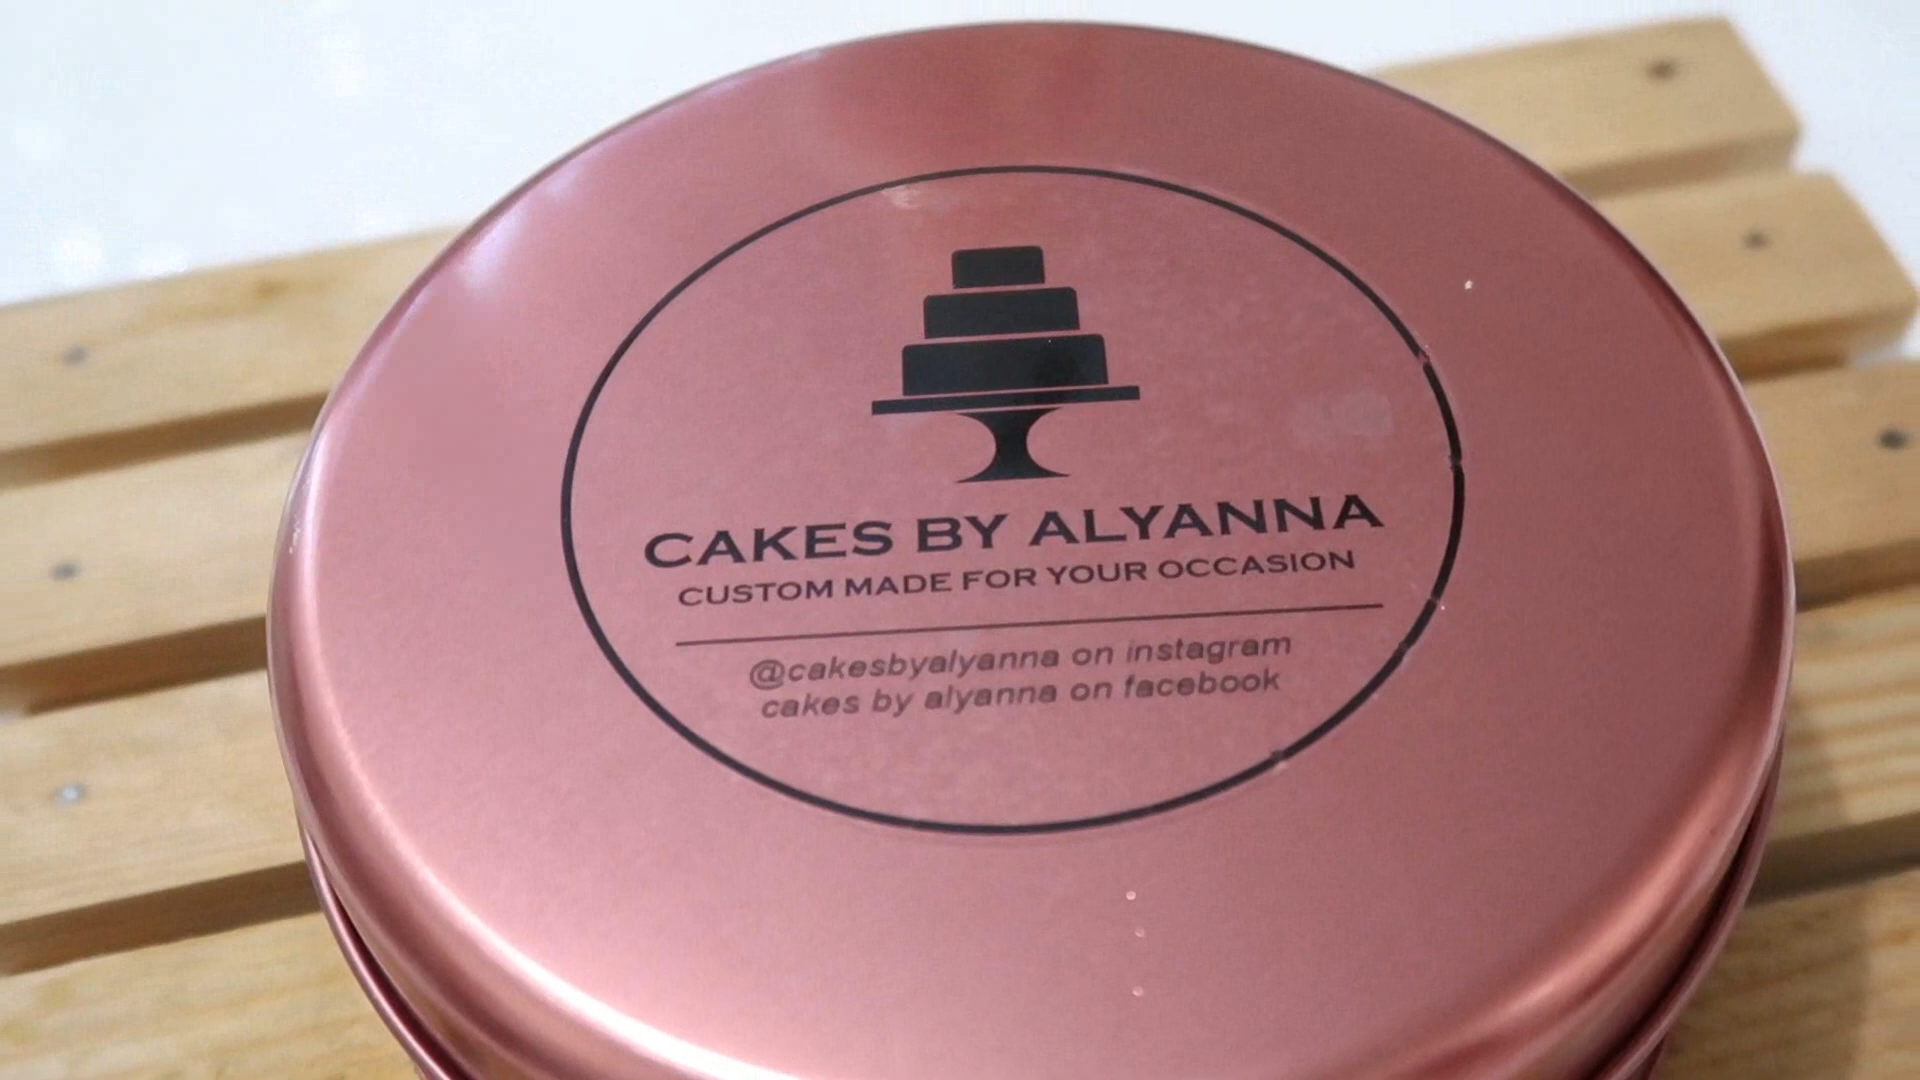 CAKES BY ALYANNA
CUSTOM MADE FOR YOUR OCCASION
@cakesbyalyanna on instagram
cakes by alyanna on facebook